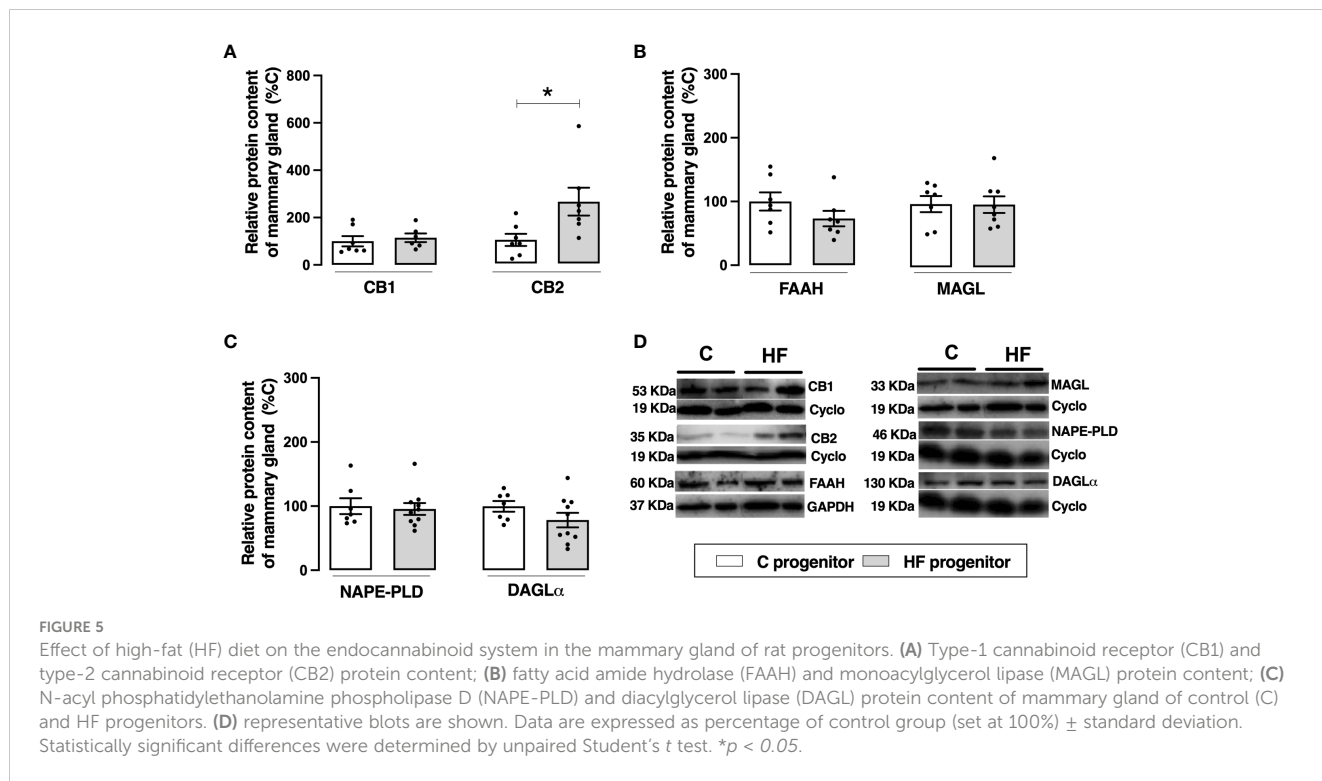 A
Relative protein content
of mammary gland (%C)
800
600
400
200
0
*
CB1
CB2
B
Relative protein content
of mammary gland (%C)
300
200
100
0
FAAH
MAGL
C
Relative protein content
of mammary gland (%C)
300
200
100
0
NAPE-PLD
DAGLα
D
C
HF
53 KDa
CB1
19 KDa
Cyclo
35 KDa
CB2
19 KDa
Cyclo
60 KDa
FAAH
37 KDa
GAPDH
C
HF
33 KDa
MAGL
19 KDa
Cyclo
46 KDa
NAPE-PLD
19 KDa
Cyclo
130 KDa
DAGLα
19 KDa
Cyclo
C progenitor
HF progenitor
FIGURE 5
Effect of high-fat (HF) diet on the endocannabinoid system in the mammary gland of rat progenitors. (A) Type-1 cannabinoid receptor (CB1) and
type-2 cannabinoid receptor (CB2) protein content; (B) fatty acid amide hydrolase (FAAH) and monoacylglycerol lipase (MAGL) protein content; (C)
N-acyl phosphatidylethanolamine phospholipase D (NAPE-PLD) and diacylglycerol lipase (DAGL) protein content of mammary gland of control (C)
and HF progenitors. (D) representative blots are shown. Data are expressed as percentage of control group (set at 100%) ± standard deviation.
Statistically significant differences were determined by unpaired Student’s t test. *p < 0.05.